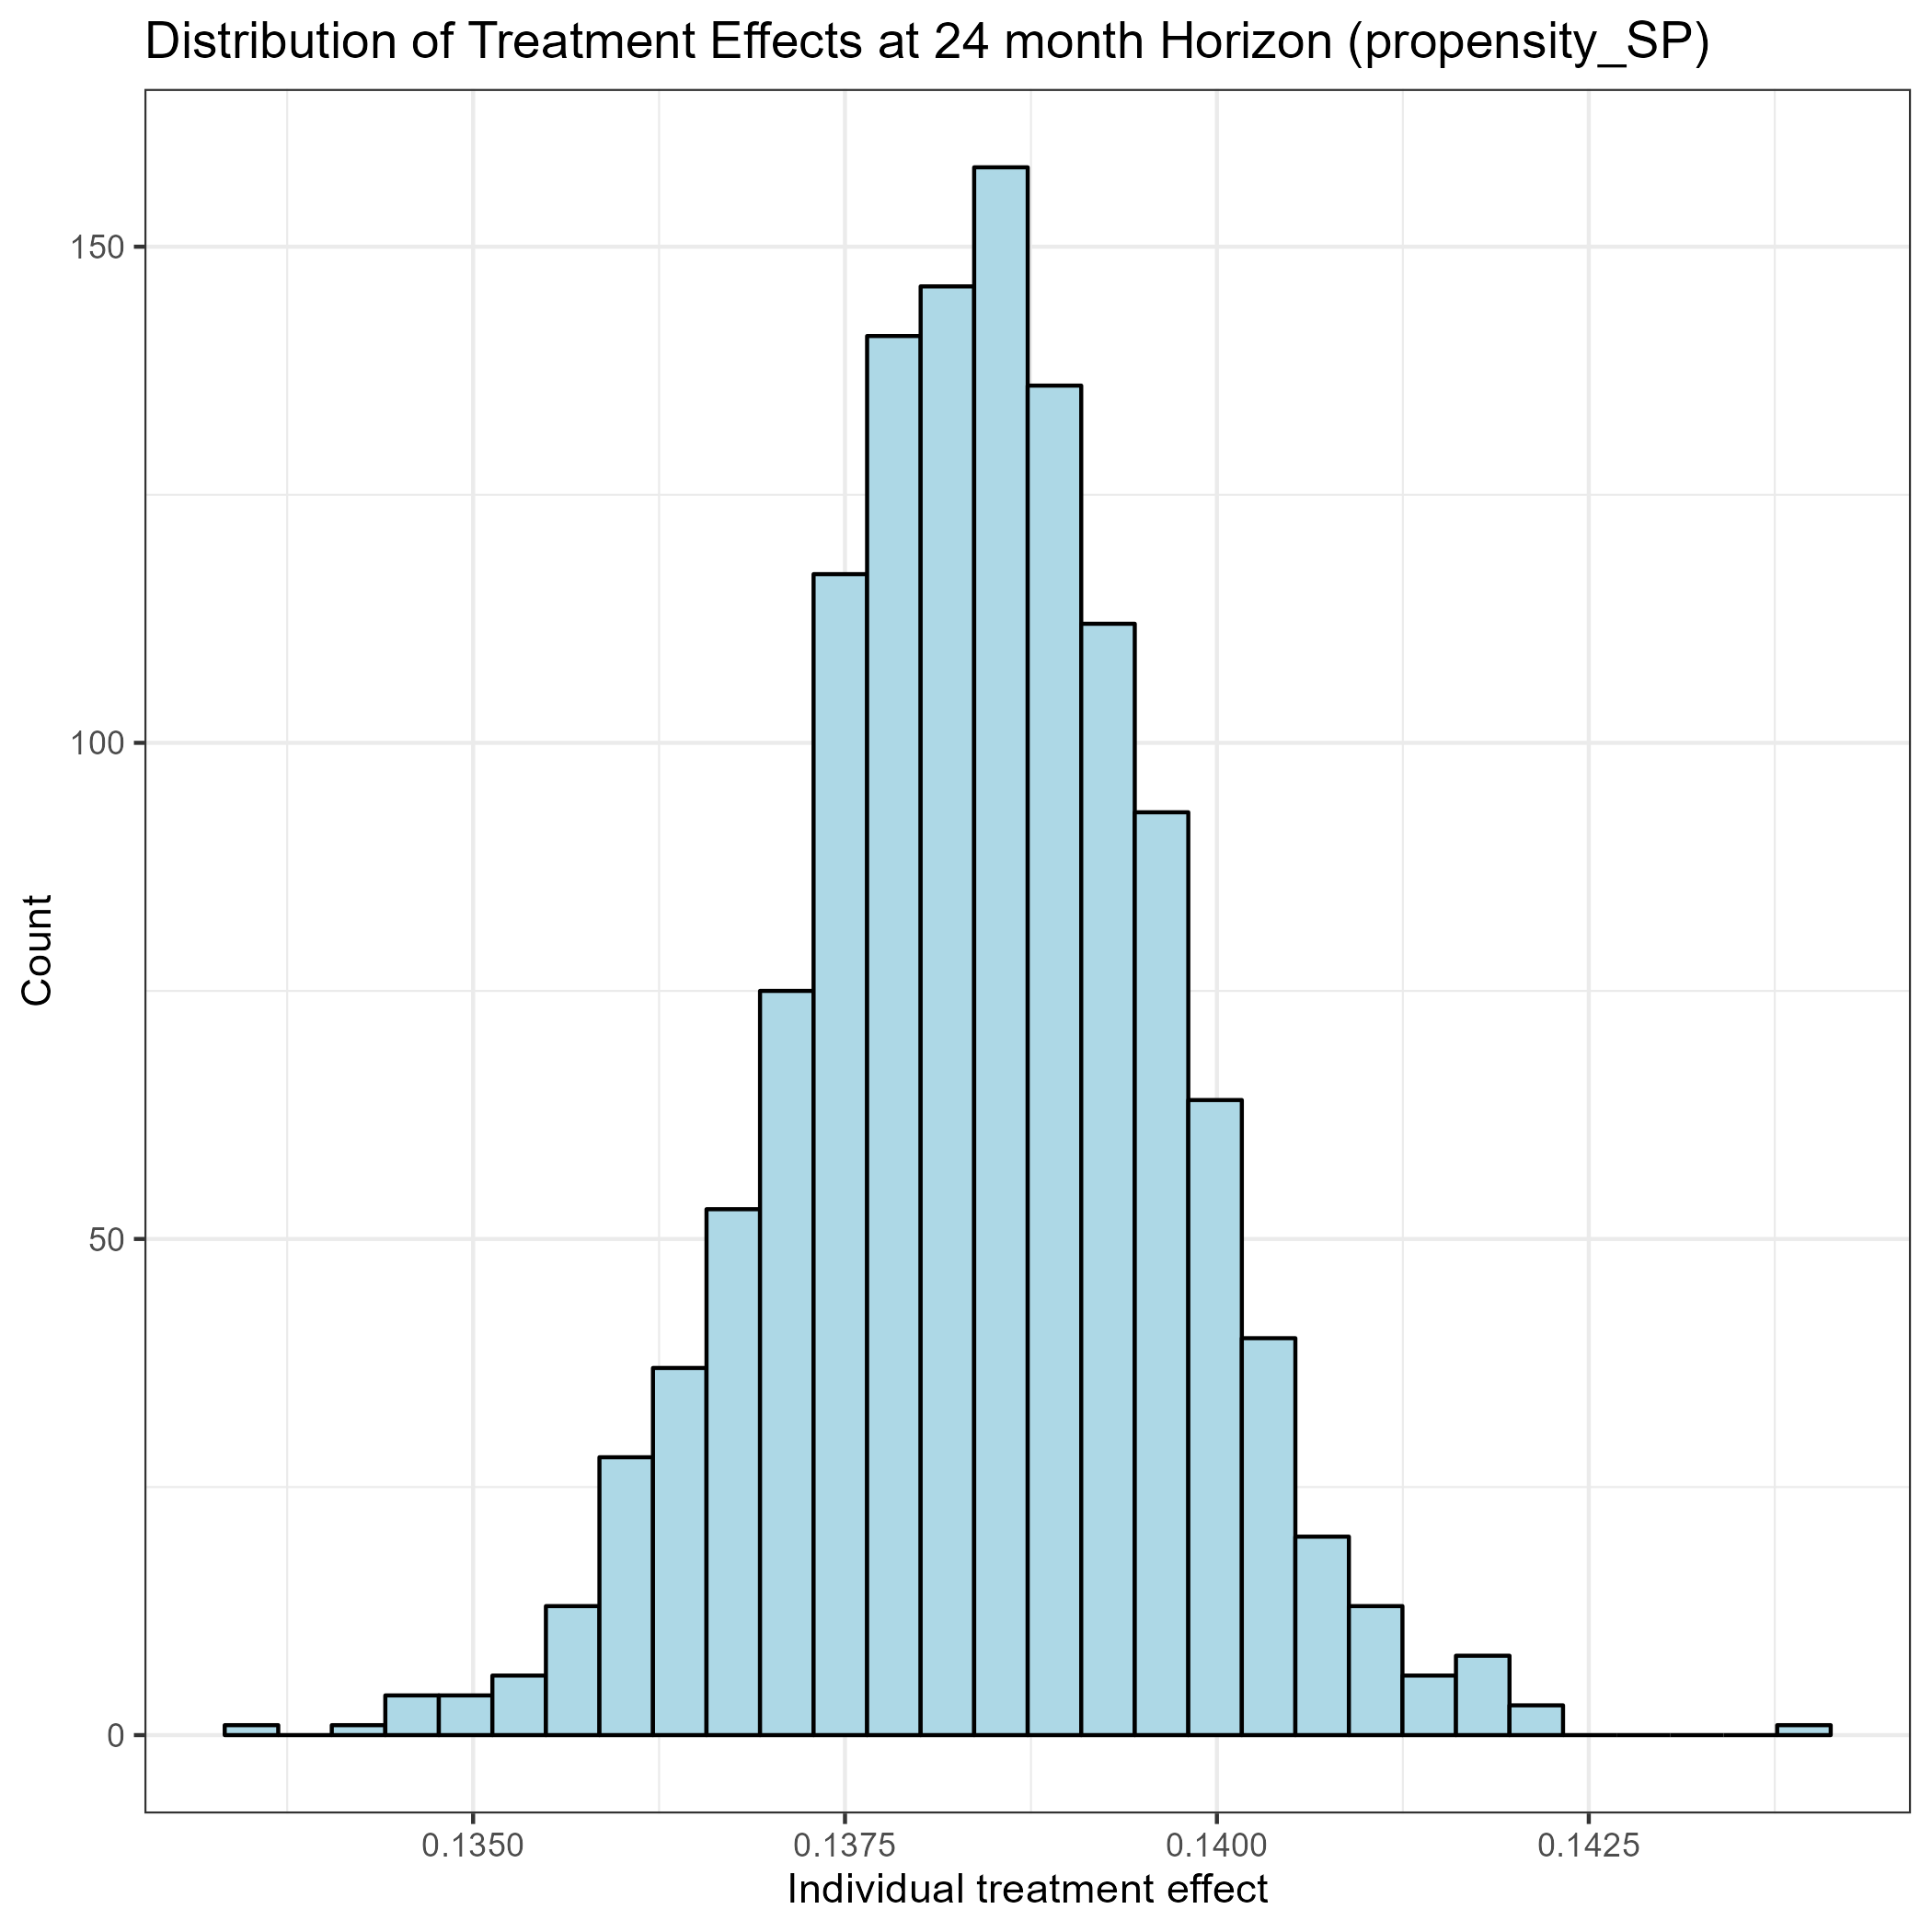 Distribution of Treatment Effects at 24 month Horizon (propensity_SP)
150
100
50
0
Count
0.1350 0.1375 0.1400 0.1425
Individual treatment effect